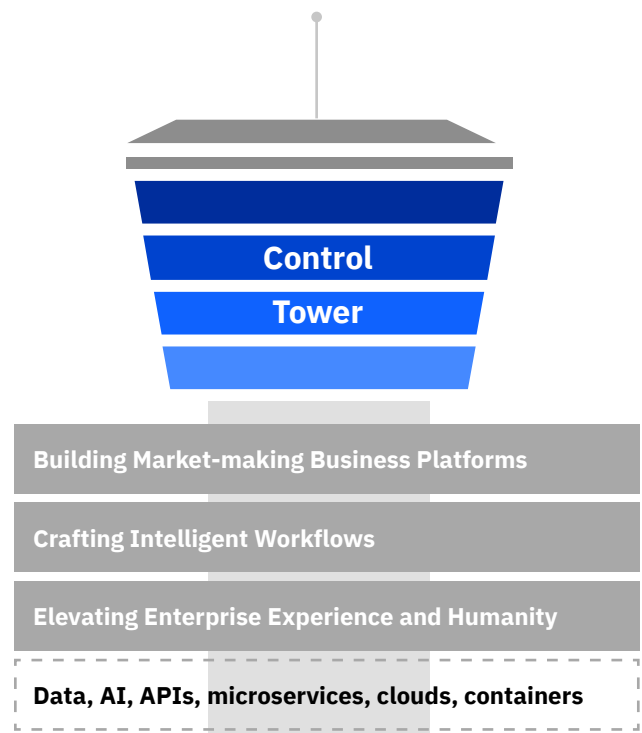 Control
Tower
Building Market-making Business Platforms
Crafting Intelligent Workflows
Elevating Enterprise Experience and Humanity
Data, AI, APIs, microservices, clouds, containers